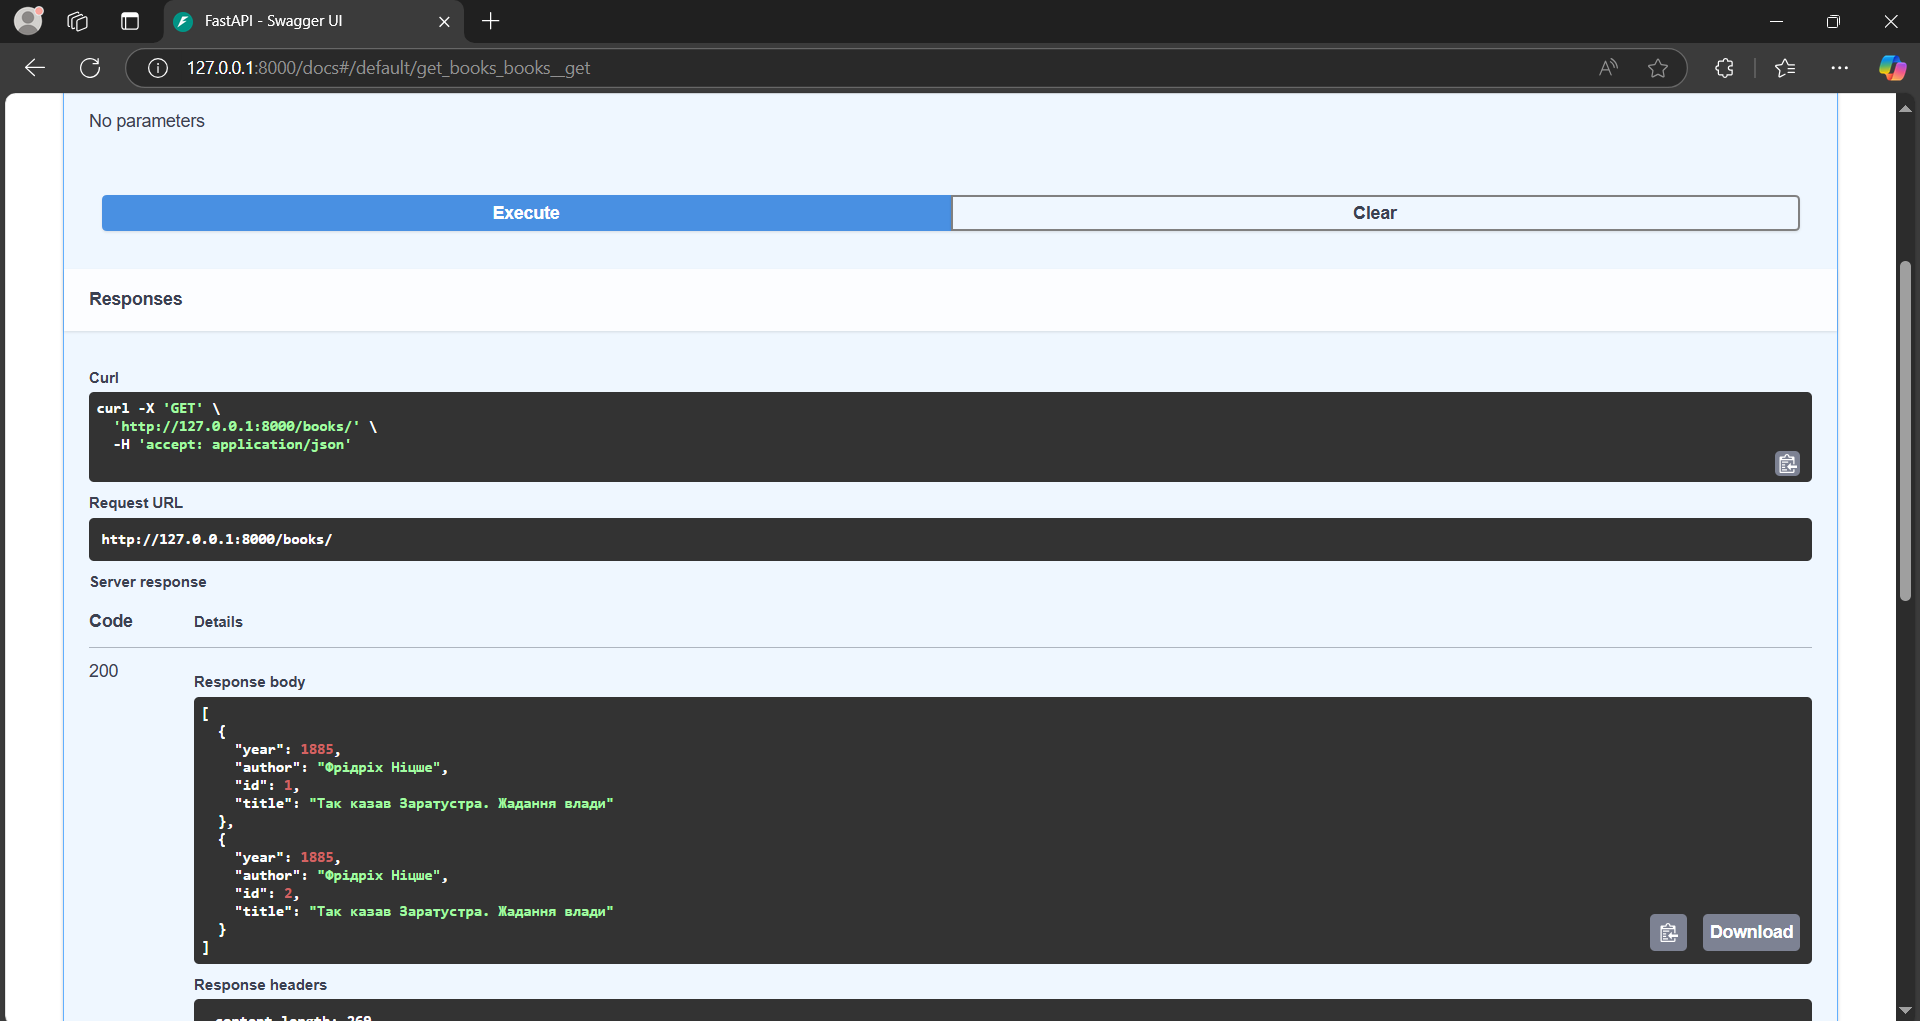 FastAPI - Swagger UI
127.0.0.1:8000/docs#/default/get_books_books__get
No parameters
Execute
Clear
Responses
Curl
curl -X 'GET' \
'http://127.0.0.1:8000/books/' \
-H 'accept: application/json'
Request URL
http://127.0.0.1:8000/books/
Server response
Code Details
200
Response body
[
{
"year": 1885,
"author": "Фрідріх Ніцше",
"id": 1,
"title": "Так казав Заратустра. Жадання влади"
},
{
"year": 1885,
"author": "Фрідріх Ніцше",
"id": 2,
"title": "Так казав Заратустра. Жадання влади"
}
]
Download
Response headers
content-length: 269